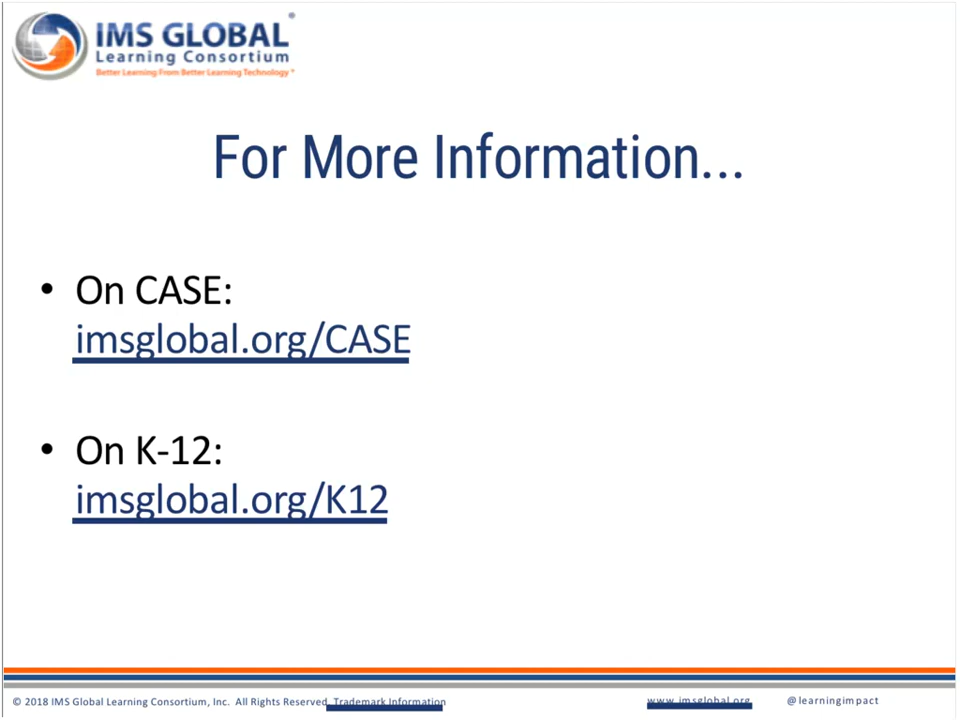 IMS GLOBAL®
Learning Consortium
Better Learning From Better Learning Technology®
For More Information...
• On CASE:
imsglobal.org/CASE
• On K-12:
imsglobal.org/K12
© 2018 IMS Global Learning Consortium, Inc. All Rights Reserved. Trademark Information
www.imsglobal.org
@learningimpact